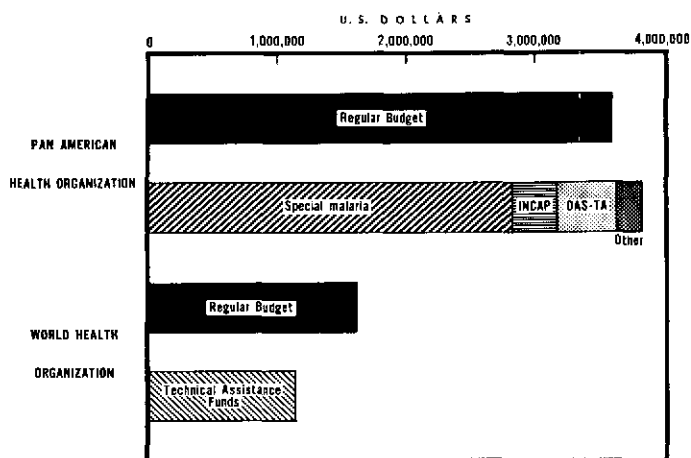 U.S. DOLLARS
0 1,000,000 2,000,000 3,000,000 4,000,000
Regular Budget
PAN AMERICAN
HEALTH ORGANIZATION
Special malaria INCAP OAS-TA
Other
Regular Budget
WORLD HEALTH
ORGANIZATION
Technical Assistance
Funds